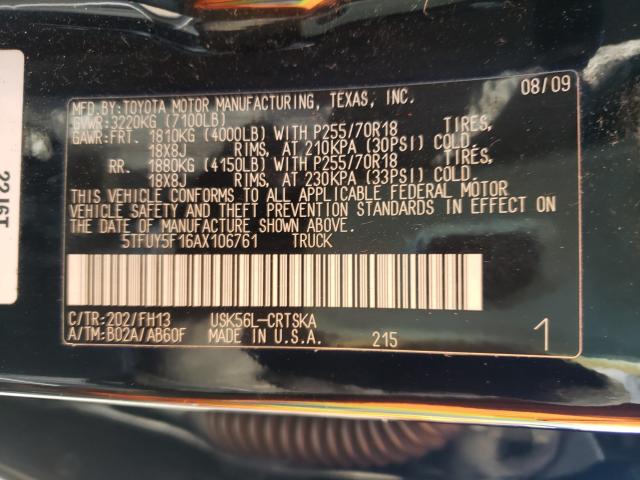 08/09
MFD.BY:TOYOTA MOTOR MANUFACTURING, TEXAS, INC.
GVWR:3220KG (7100LB)
GAWR:FRT. 1810KG (4000LB) WITH P255/70R18 TIRES,
18X8J RIMS, AT 210KPA (30PSI) COLD.
RR. 1880KG (4150LB) WITH P255/70R18 TIRES,
18X8J RIMS, AT 230KPA (33PSI) COLD.
THIS VEHICLE CONFORMS TO ALL APPLICABLE FEDERAL MOTOR
VEHICLE SAFETY AND THEFT PREVENTION STANDARDS IN EFFECT ON
THE DATE OF MANUFACTURE SHOWN ABOVE.
5TFUY5F16AX106761 TRUCK
C/TR:202/FH13 USK56L-CRTSKA
A/TM:B02A/AB60F MADE IN U.S.A. 215 1